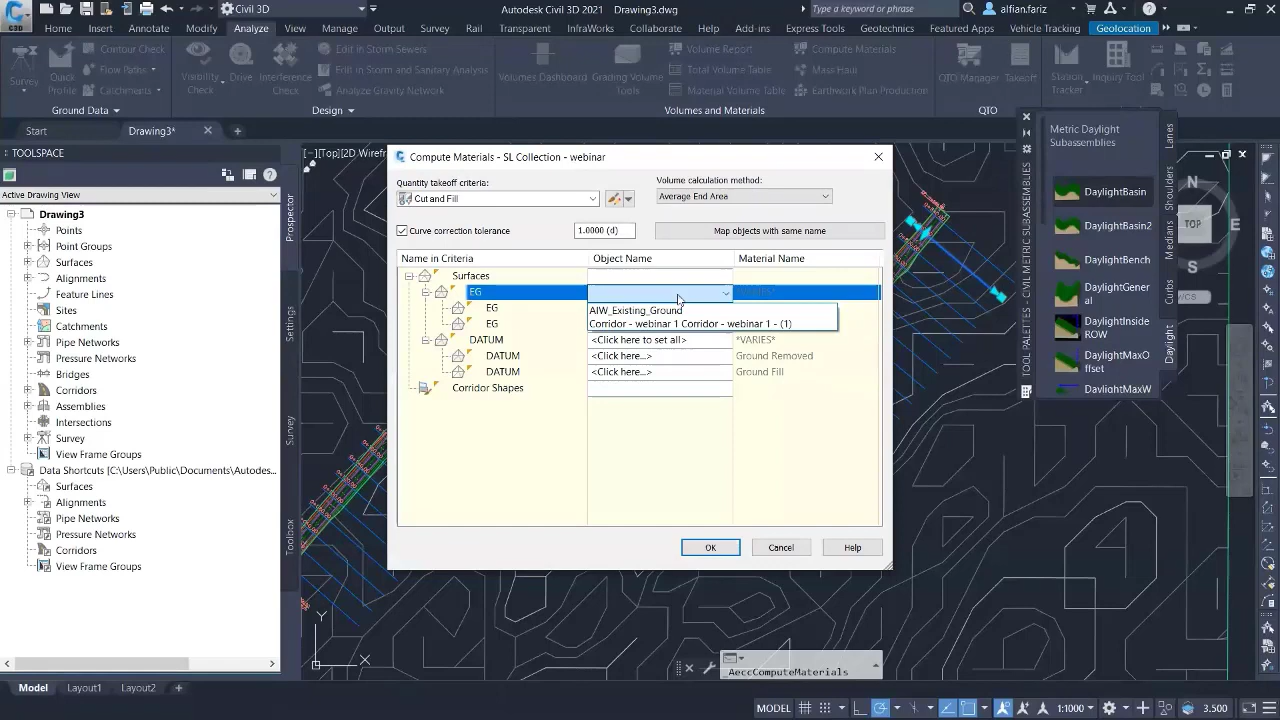 Civil 3D
Autodesk Civil 3D 2021 Drawing3.dwg
Type a keyword or phrase
alfian.fariz
C3D
Home Insert Annotate Modify Analyze View Manage Output Survey Rail Transparent InfraWorks Collaborate Help Add-ins Express Tools Geotechnics Featured Apps Vehicle Tracking Geolocation
Survey
Quick Profile
Contour Check
Flow Paths
Catchments
Ground Data
Visibility Check
Drive
Interference Check
Edit in Storm Sewers
Edit in Storm and Sanitary Analysis
Analyze Gravity Network
Design
Volumes Dashboard
Grading Volume Tools
Volume Report
Total Volume Table
Material Volume Table
Compute Materials
Mass Haul
Earthwork Plan Production
Volumes and Materials
QTO Manager
Takeoff
QTO
Station Tracker
Inquiry Tool
Start
Drawing3*
TOOLSPACE
Active Drawing View
Drawing3
Points
Point Groups
Surfaces
Alignments
Feature Lines
Sites
Catchments
Pipe Networks
Pressure Networks
Bridges
Corridors
Assemblies
Intersections
Survey
View Frame Groups
Data Shortcuts [C:\Users\Public\Documents\Autodes...
Surfaces
Alignments
Pipe Networks
Pressure Networks
Corridors
View Frame Groups
Prospector
Settings
Survey
Toolbox
[−][Top][2D Wirefr
Compute Materials - SL Collection - webinar
Quantity takeoff criteria:
Cut and Fill
Volume calculation method:
Average End Area
Curve correction tolerance
1.0000 (d)
Map objects with same name
Name in Criteria Object Name Material Name
Surfaces
EG *VARIES*
EG AIW_Existing_Ground
EG Corridor - webinar 1 Corridor - webinar 1 - (1)
DATUM <Click here to set all> *VARIES*
DATUM <Click here...> Ground Removed
DATUM <Click here...> Ground Fill
Corridor Shapes
OK
Cancel
Help
TOOL PALETTES - CIVIL METRIC SUBASSEMBLIES
Metric Daylight Subassemblies
DaylightBasin
DaylightBasin2
DaylightBench
DaylightGeneral
DaylightInsideROW
DaylightMaxOffset
DaylightMaxW
Lanes
Shoulders
Medians
Curbs
Daylight
N
TOP
E
S
WCS
Y
X
_AeccComputeMaterials
Model
Layout1
Layout2
MODEL
1:1000
3.500